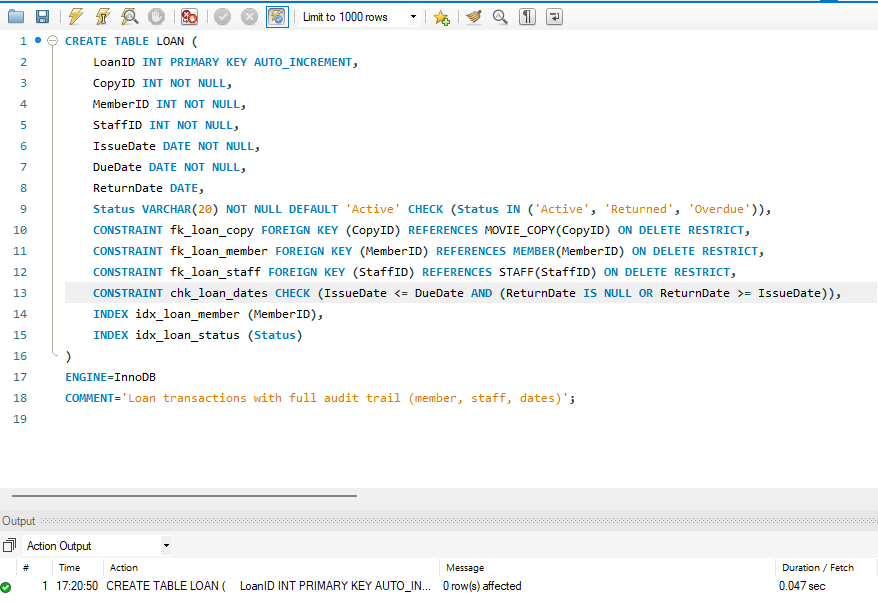 Limit to 1000 rows
1 CREATE TABLE LOAN (
2 LoanID INT PRIMARY KEY AUTO_INCREMENT,
3 CopyID INT NOT NULL,
4 MemberID INT NOT NULL,
5 StaffID INT NOT NULL,
6 IssueDate DATE NOT NULL,
7 DueDate DATE NOT NULL,
8 ReturnDate DATE,
9 Status VARCHAR(20) NOT NULL DEFAULT 'Active' CHECK (Status IN ('Active', 'Returned', 'Overdue')),
10 CONSTRAINT fk_loan_copy FOREIGN KEY (CopyID) REFERENCES MOVIE_COPY(CopyID) ON DELETE RESTRICT,
11 CONSTRAINT fk_loan_member FOREIGN KEY (MemberID) REFERENCES MEMBER(MemberID) ON DELETE RESTRICT,
12 CONSTRAINT fk_loan_staff FOREIGN KEY (StaffID) REFERENCES STAFF(StaffID) ON DELETE RESTRICT,
13 CONSTRAINT chk_loan_dates CHECK (IssueDate <= DueDate AND (ReturnDate IS NULL OR ReturnDate >= IssueDate)),
14 INDEX idx_loan_member (MemberID),
15 INDEX idx_loan_status (Status)
16 )
17 ENGINE=InnoDB
18 COMMENT='Loan transactions with full audit trail (member, staff, dates)';
19
Output
Action Output
# Time Action Message Duration / Fetch
1 17:20:50 CREATE TABLE LOAN ( LoanID INT PRIMARY KEY AUTO_IN... 0 row(s) affected 0.047 sec